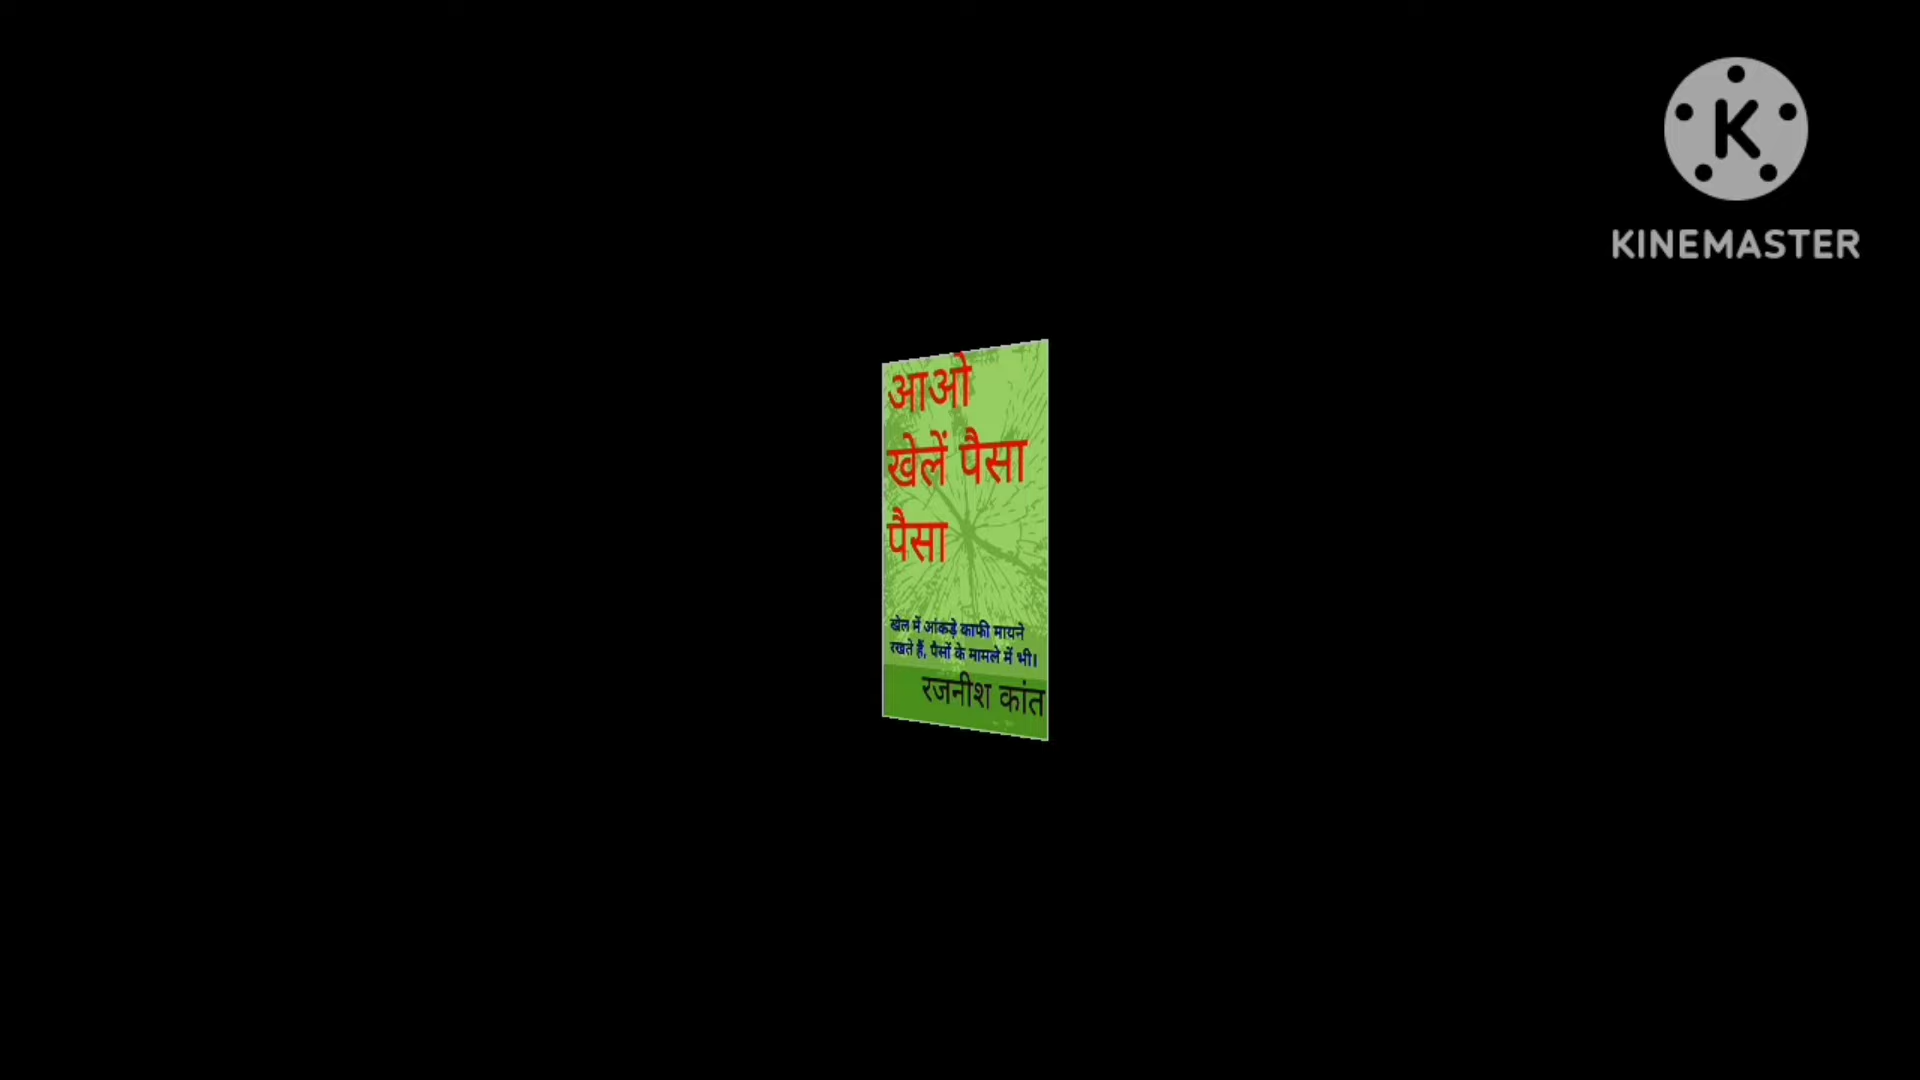 KINEMASTER
आओ
खेलें पैसा
पैसा
खेल में आंकड़े काफी मायने
रखते हैं, पैसों के मामले में भी।
रजनीश कांत